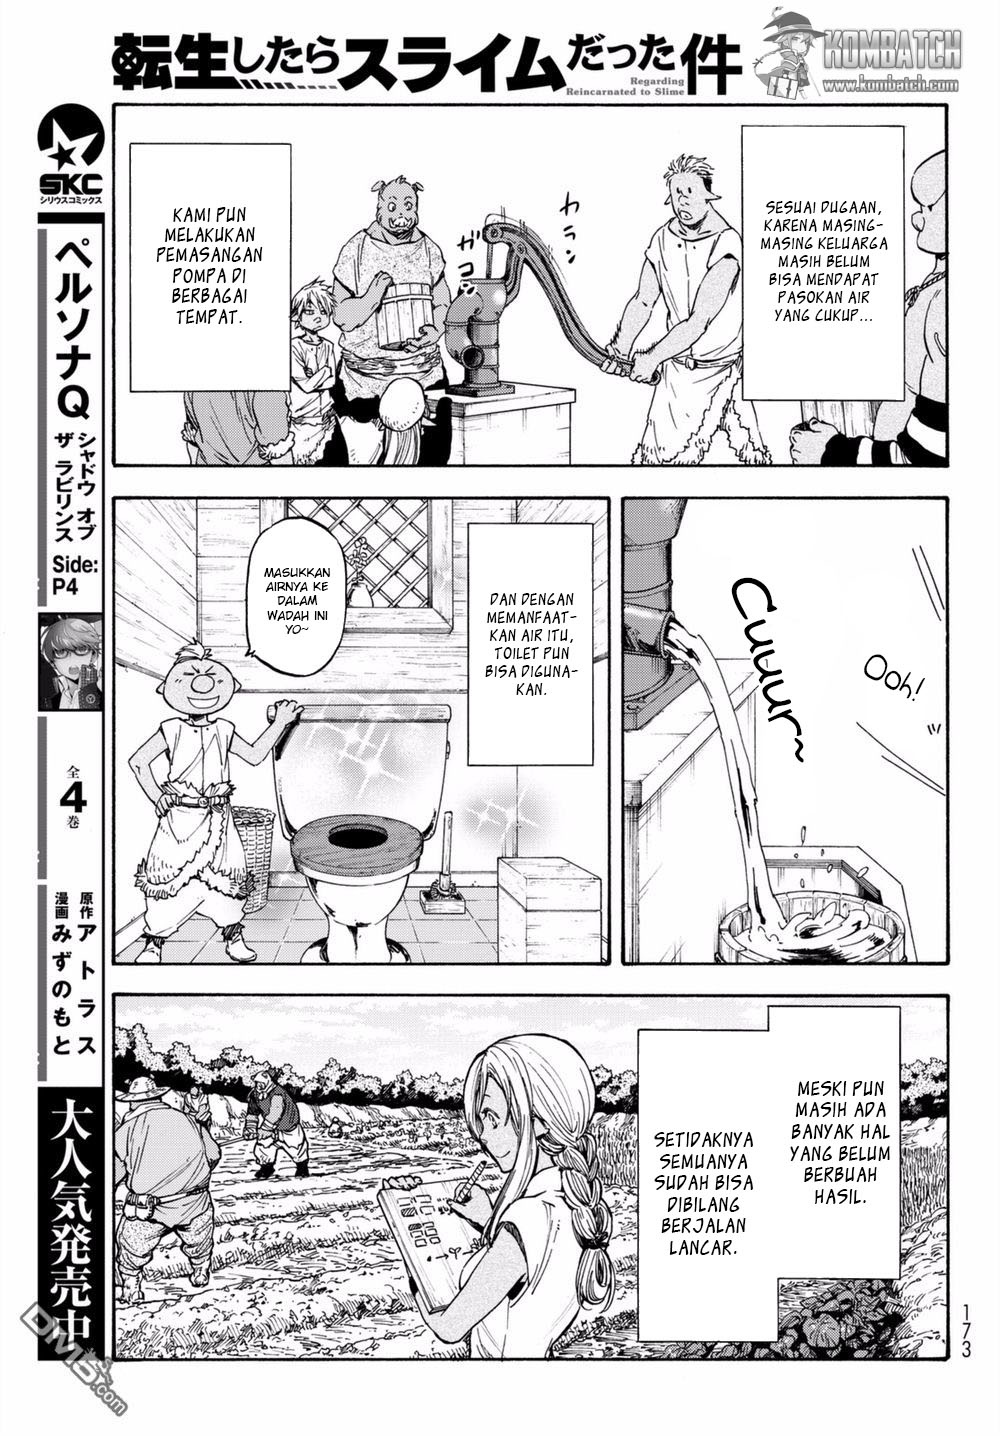 転生したらスライムだった件
Regarding
Reincarnated to Slime
KOMBATCH
www.kombatch.com
SKC
シリウスコミックス
ペルソナQ
シャドウ オブ
ザ ラビリンス
Side:
P4
全
4
巻
原作 アトラス
漫画 みずのもと
大人気発売中
SESUAI DUGAAN,
KARENA MASING-
MASING KELUARGA
MASIH BELUM
BISA MENDAPAT
PASOKAN AIR
YANG CUKUP...
ジャコ
ジャコ
KAMI PUN
MELAKUKAN
PEMASANGAN
POMPA DI
BERBAGAI
TEMPAT.
Ooh!
Cuuur~
DAN DENGAN
MEMANFAAT-
KAN AIR ITU,
TOILET PUN
BISA DIGUNA-
KAN.
MASUKKAN
AIRNYA KE
DALAM
WADAH INI
YO~
MESKI PUN
MASIH ADA
BANYAK HAL
YANG BELUM
BERBUAH
HASIL.
SETIDAKNYA
SEMUANYA
SUDAH BISA
DIBILANG
BERJALAN
LANCAR.
173